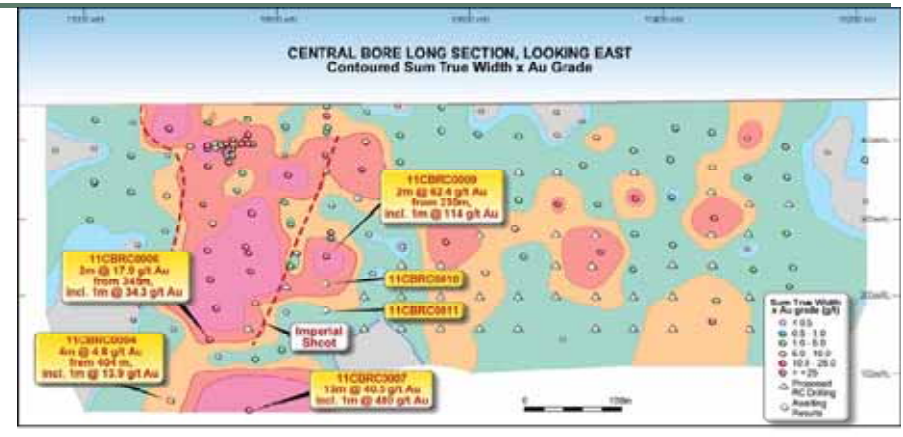 CENTRAL BORE LONG SECTION, LOOKING EAST
Contoured Sum True Width x Au Grade
11CBRC0009
2m @ 62.4 g/t Au
from 235m,
incl. 1m @ 114 g/t Au
11CBRC0006
2m @ 17.9 g/t Au
from 345m,
incl. 1m @ 34.3 g/t Au
11CBRC0010
11CBRC0011
Imperial
Shoot
11CBRC0004
4m @ 4.8 g/t Au
from 404 m,
incl. 1m @ 13.9 g/t Au
11CBRC0007
13m @ 40.5 g/t Au
incl. 1m @ 480 g/t Au
Sum True Width
x Au grade (g/t)
< 0.5
0.5 - 1.0
1.0 - 5.0
5.0 - 10.0
10.0 - 25.0
> +25
Proposed
RC Drilling
Awaiting
Results
0
100m